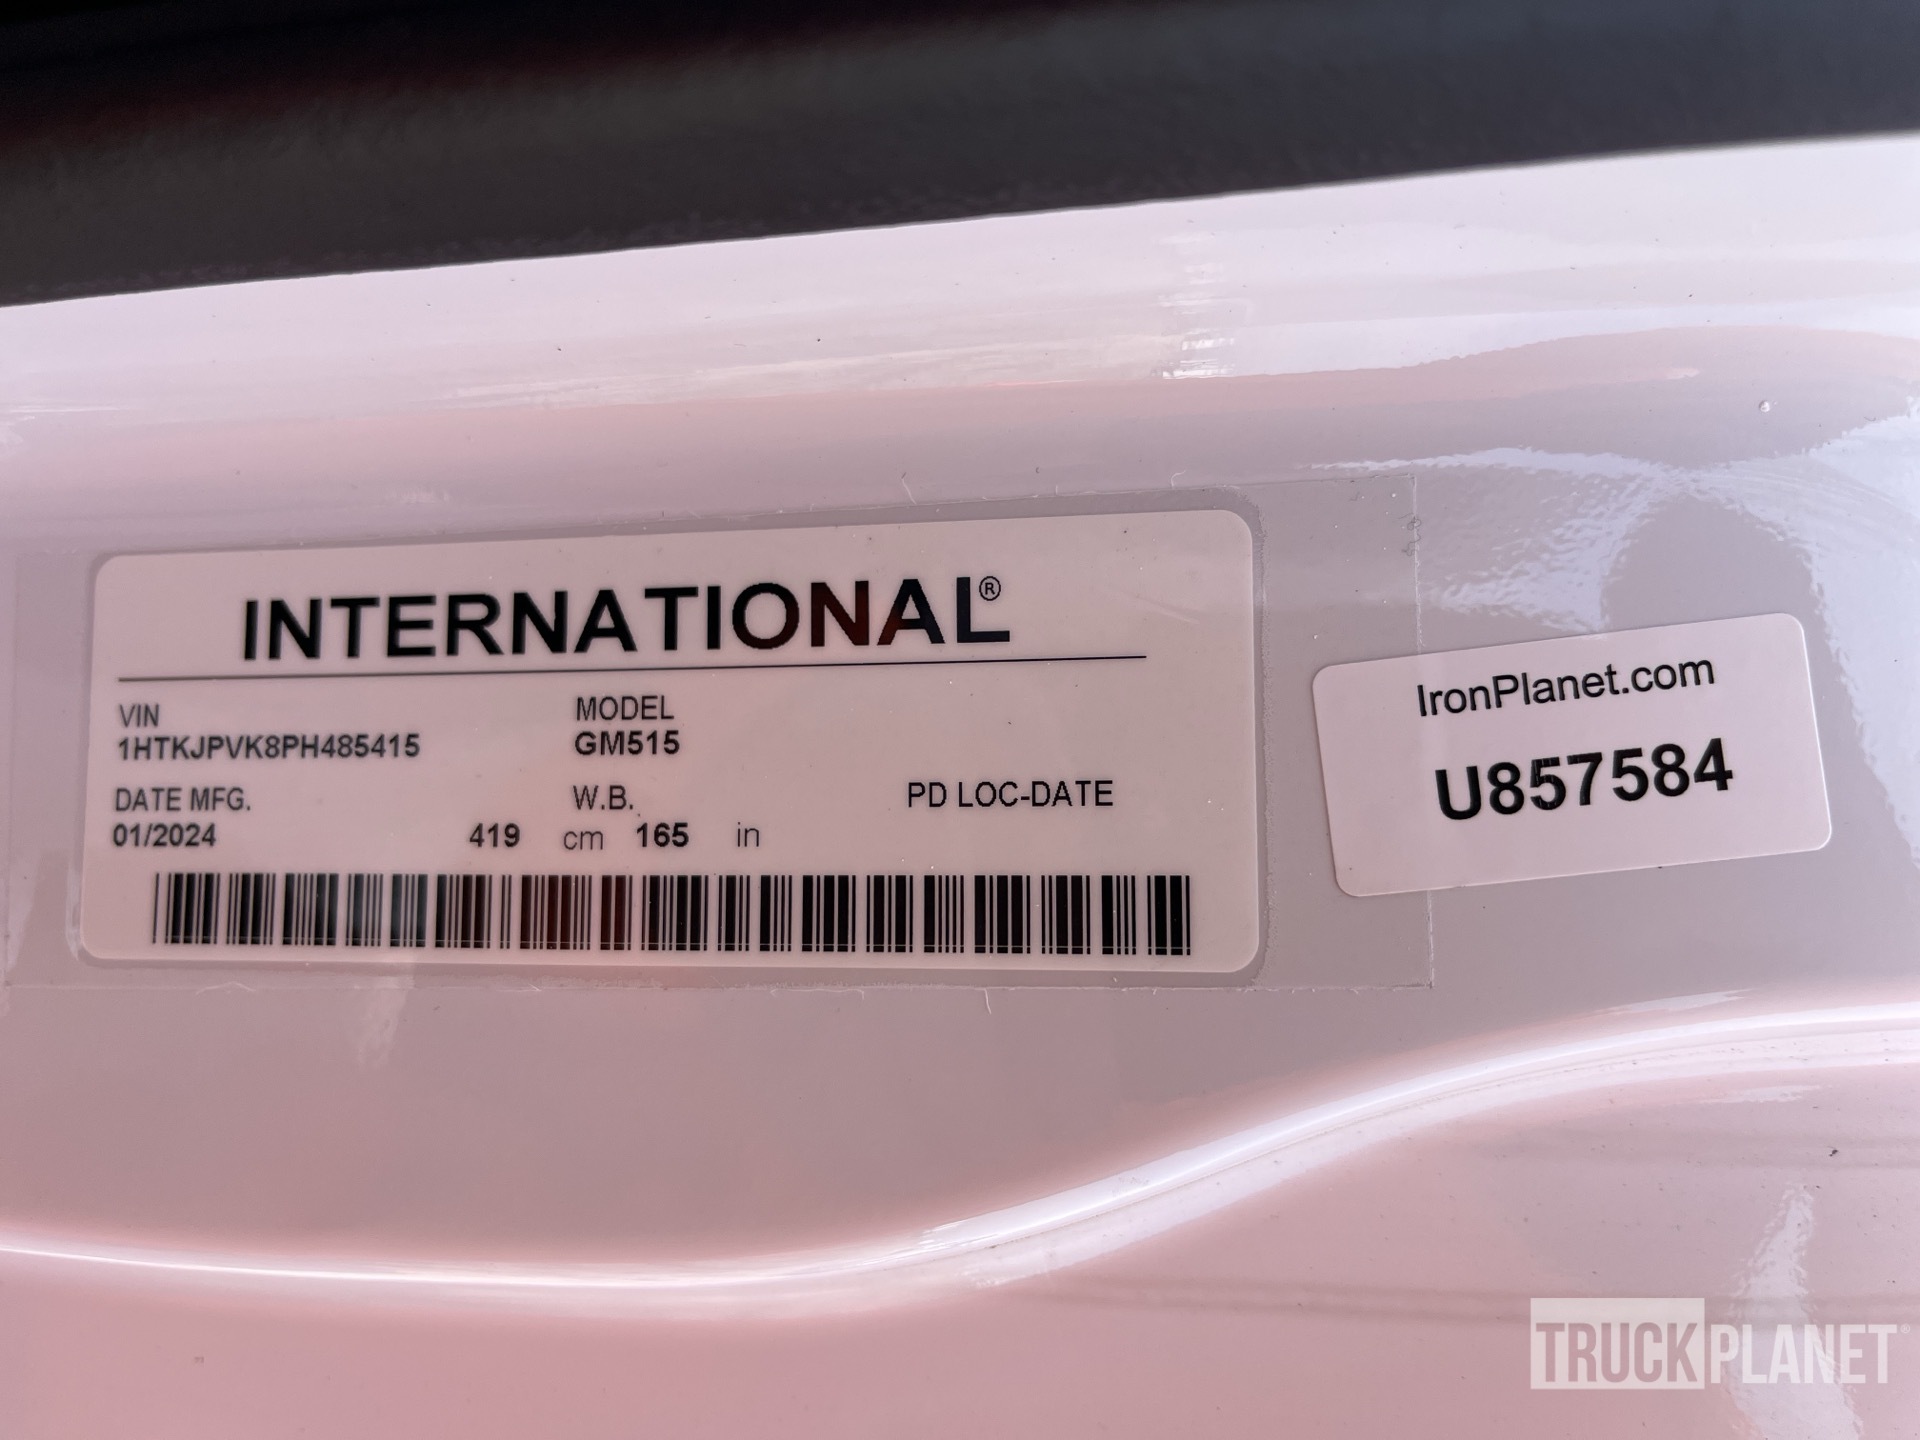 INTERNATIONAL®
VIN
1HTKJPVK8PH485415
MODEL
GM515
DATE MFG.
01/2024
W.B.
419 cm 165 in
PD LOC-DATE
IronPlanet.com
U857584
TRUCKPLANET®